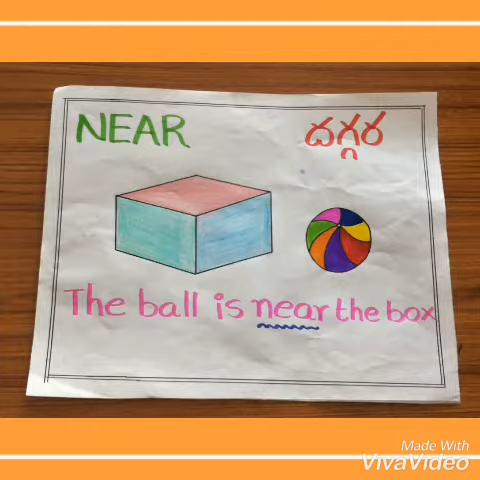 NEAR దగ్గర
The ball is near the box
Made With
VivaVideo